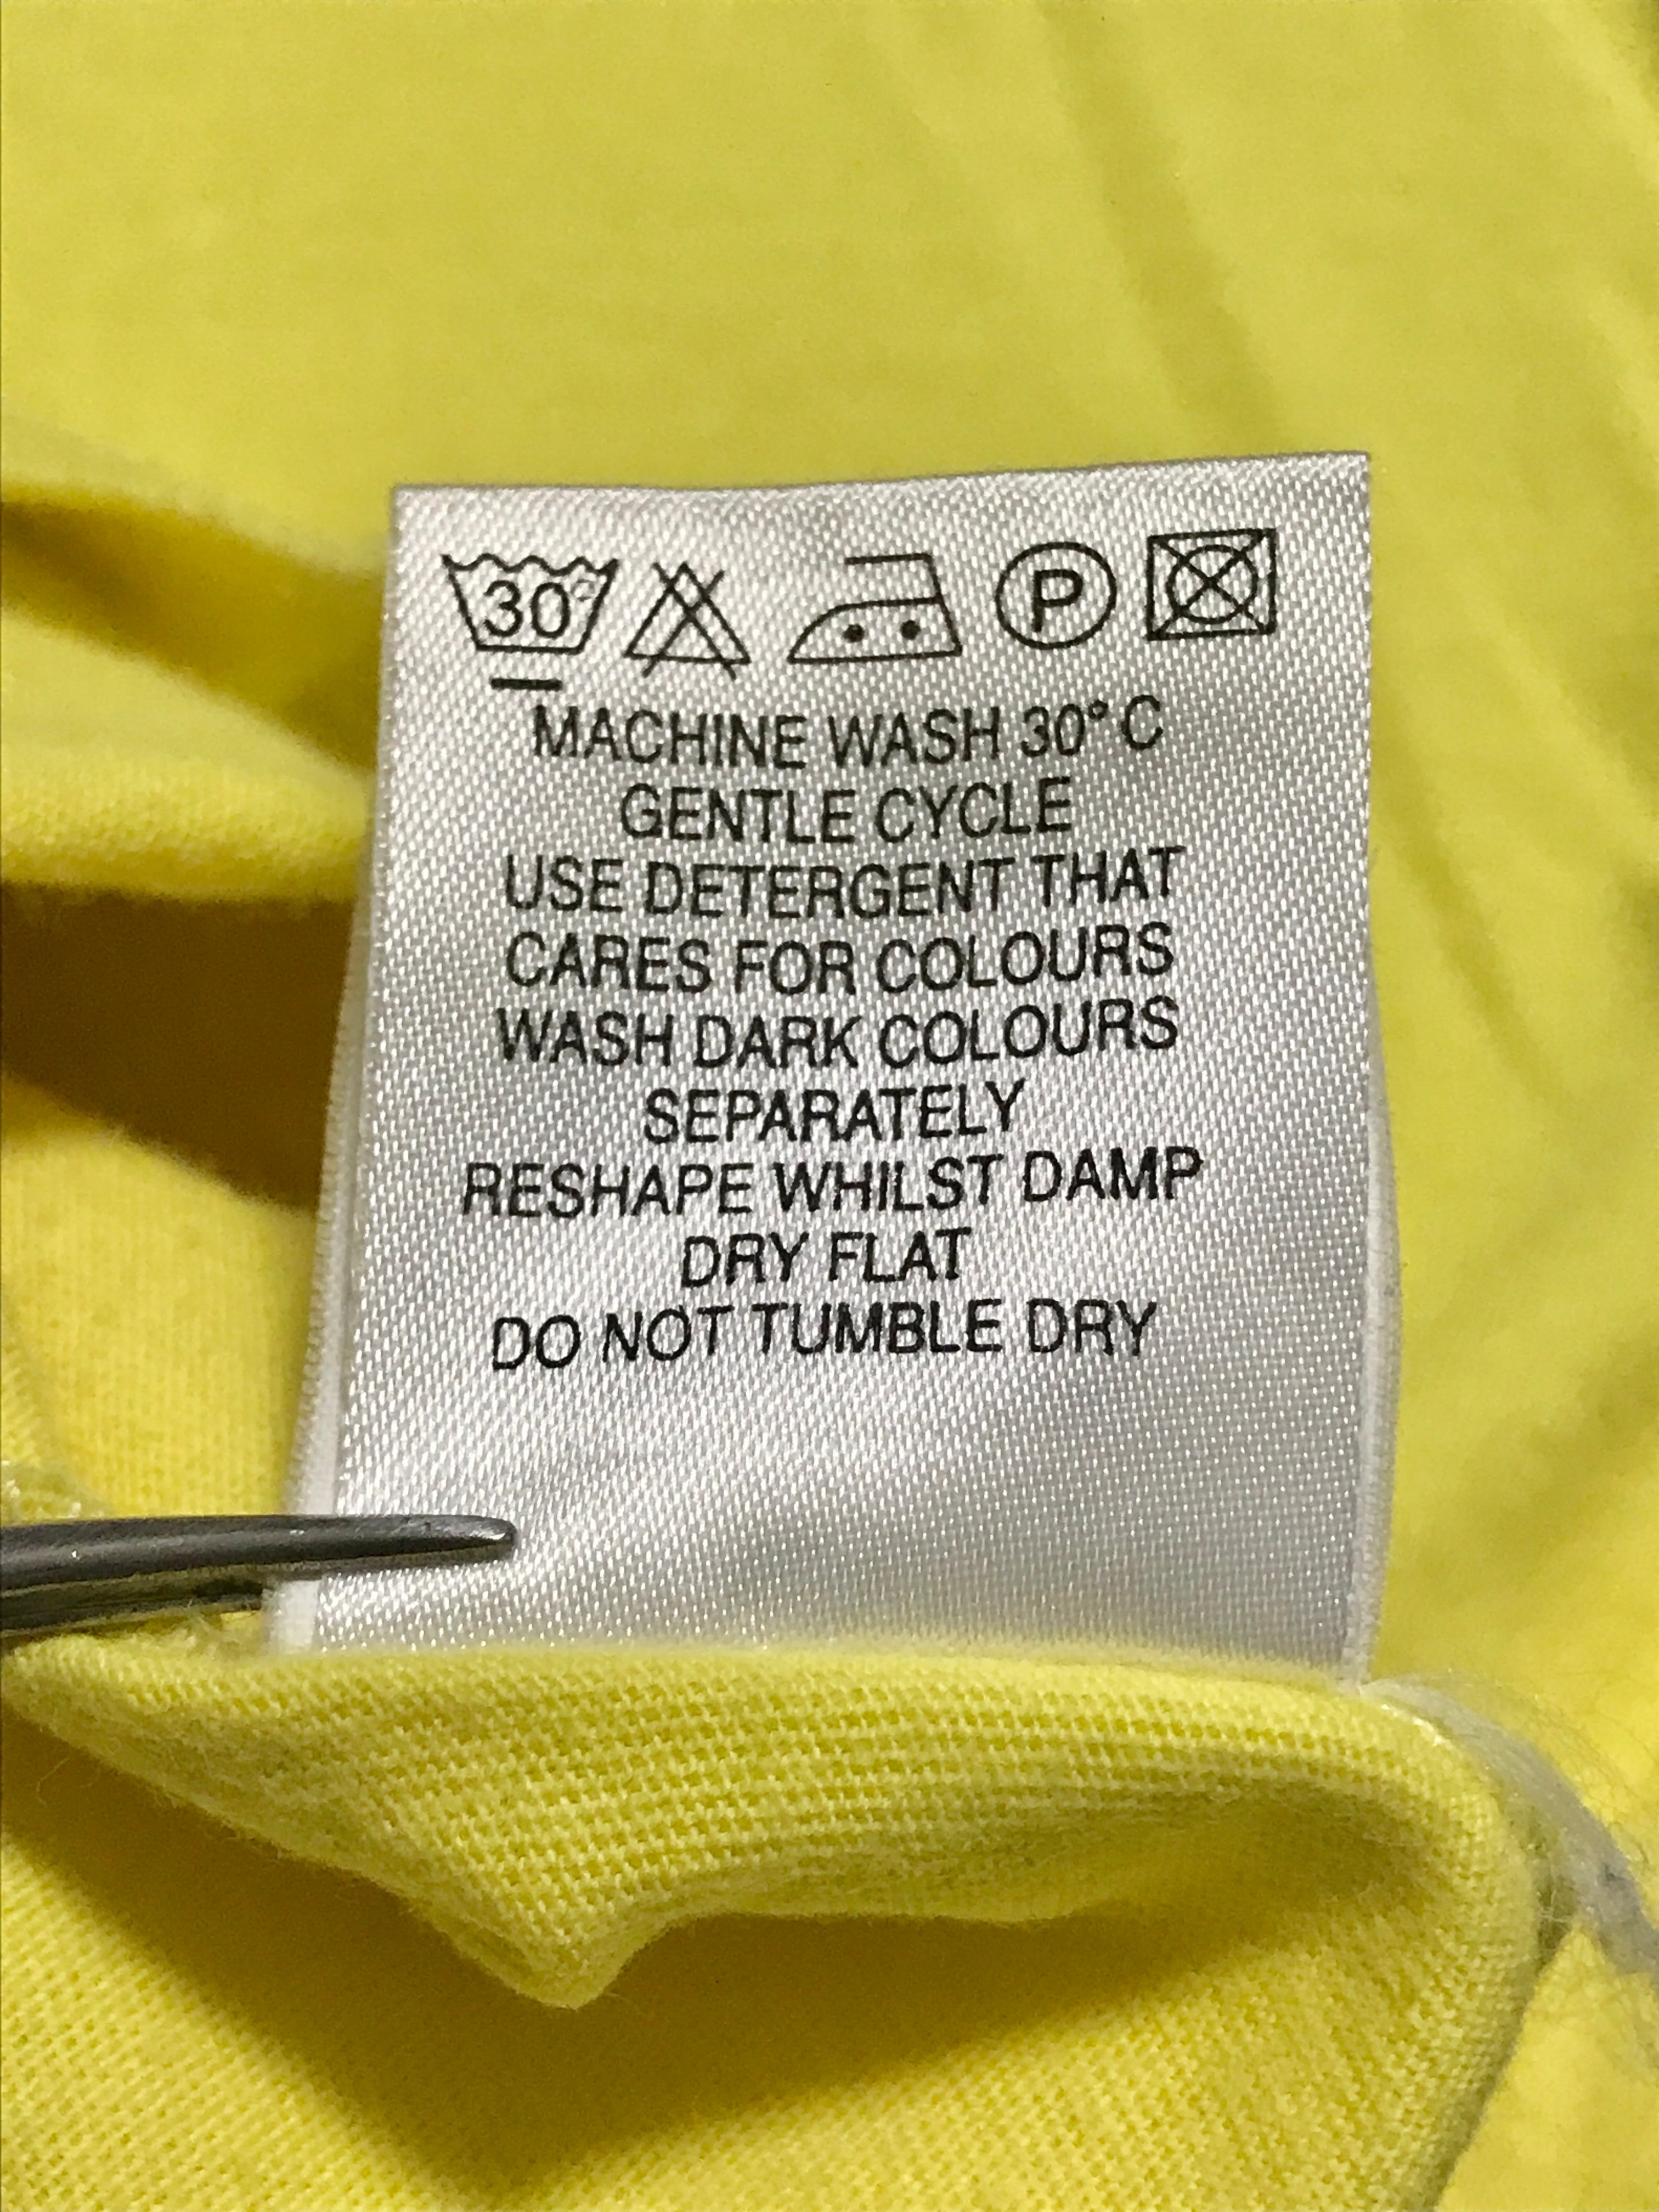 30° P
MACHINE WASH 30° C
GENTLE CYCLE
USE DETERGENT THAT
CARES FOR COLOURS
WASH DARK COLOURS
SEPARATELY
RESHAPE WHILST DAMP
DRY FLAT
DO NOT TUMBLE DRY